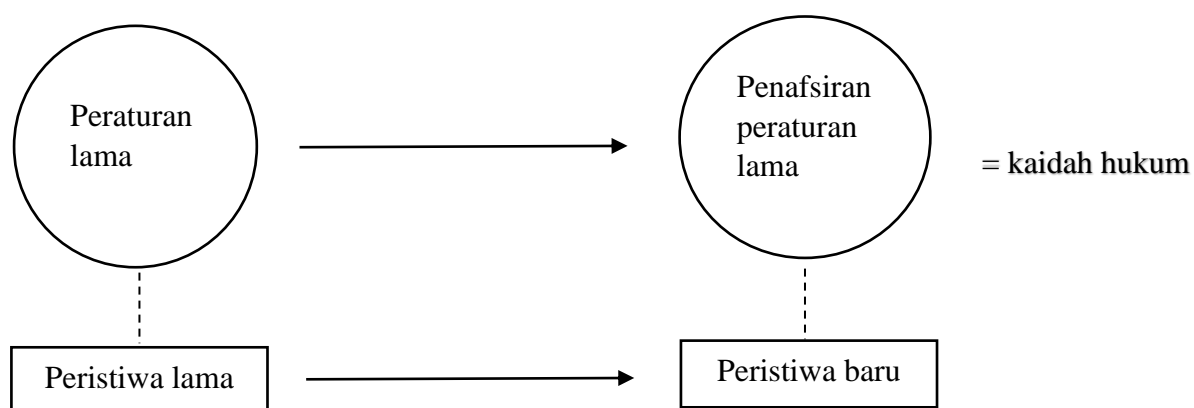 Peraturan
lama
Penafsiran
peraturan
lama
= kaidah hukum
Peristiwa lama
Peristiwa baru